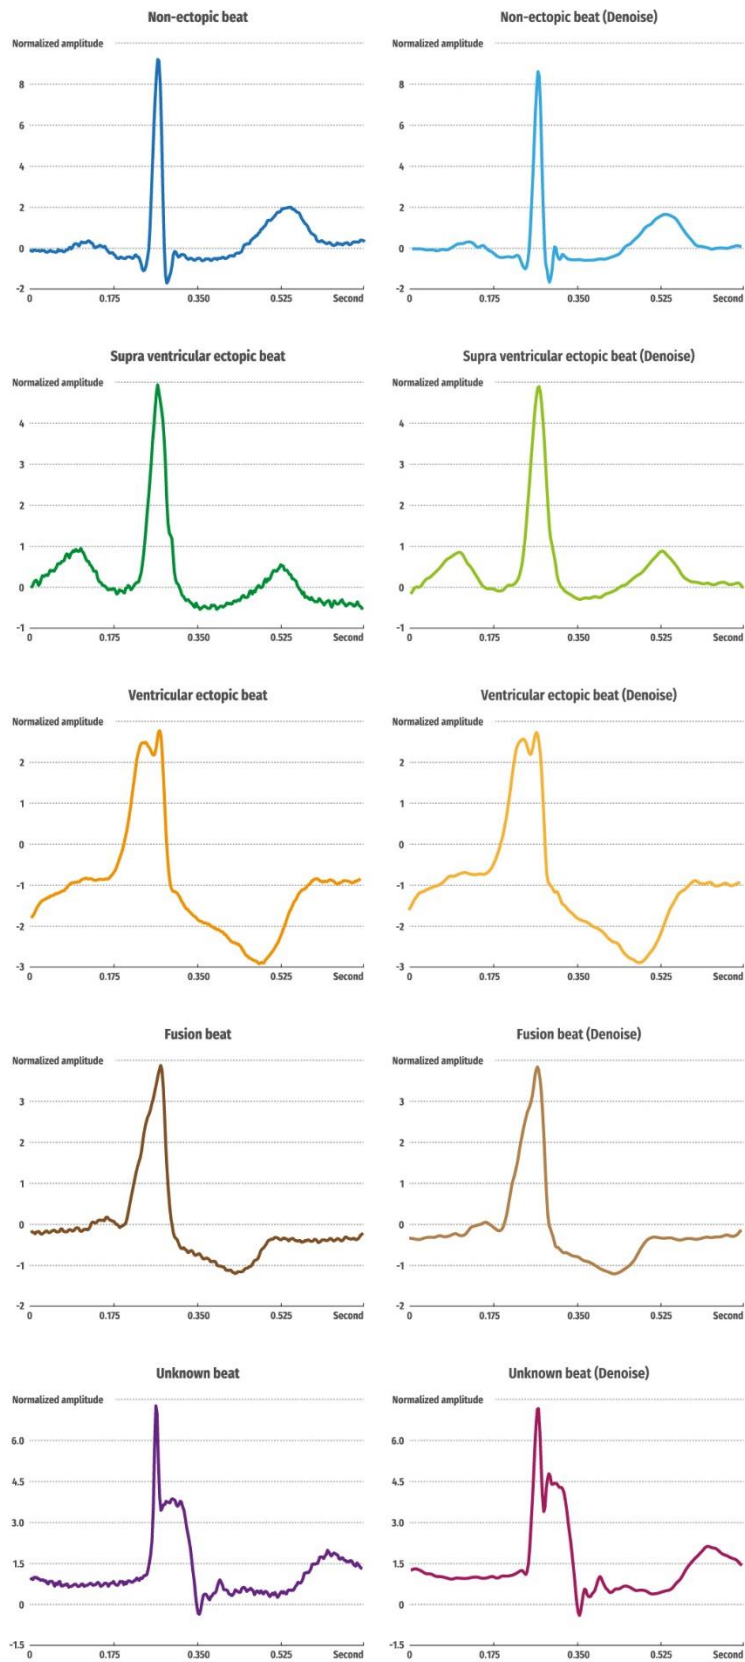 Non-ectopic beat
Normalized amplitude
8
6
4
2
0
-2
0 0.175 0.350 0.525 Second
Non-ectopic beat (Denoise)
Normalized amplitude
8
6
4
2
0
-2
0 0.175 0.350 0.525 Second
Supra ventricular ectopic beat
Normalized amplitude
4
3
2
1
0
-1
0 0.175 0.350 0.525 Second
Supra ventricular ectopic beat (Denoise)
Normalized amplitude
4
3
2
1
0
-1
0 0.175 0.350 0.525 Second
Ventricular ectopic beat
Normalized amplitude
2
1
0
-1
-2
-3
0 0.175 0.350 0.525 Second
Ventricular ectopic beat (Denoise)
Normalized amplitude
2
1
0
-1
-2
-3
0 0.175 0.350 0.525 Second
Fusion beat
Normalized amplitude
3
2
1
0
-1
-2
0 0.175 0.350 0.525 Second
Fusion beat (Denoise)
Normalized amplitude
3
2
1
0
-1
-2
0 0.175 0.350 0.525 Second
Unknown beat
Normalized amplitude
6.0
4.5
3.0
1.5
0
-1.5
0 0.175 0.350 0.525 Second
Unknown beat (Denoise)
Normalized amplitude
6.0
4.5
3.0
1.5
0
-1.5
0 0.175 0.350 0.525 Second